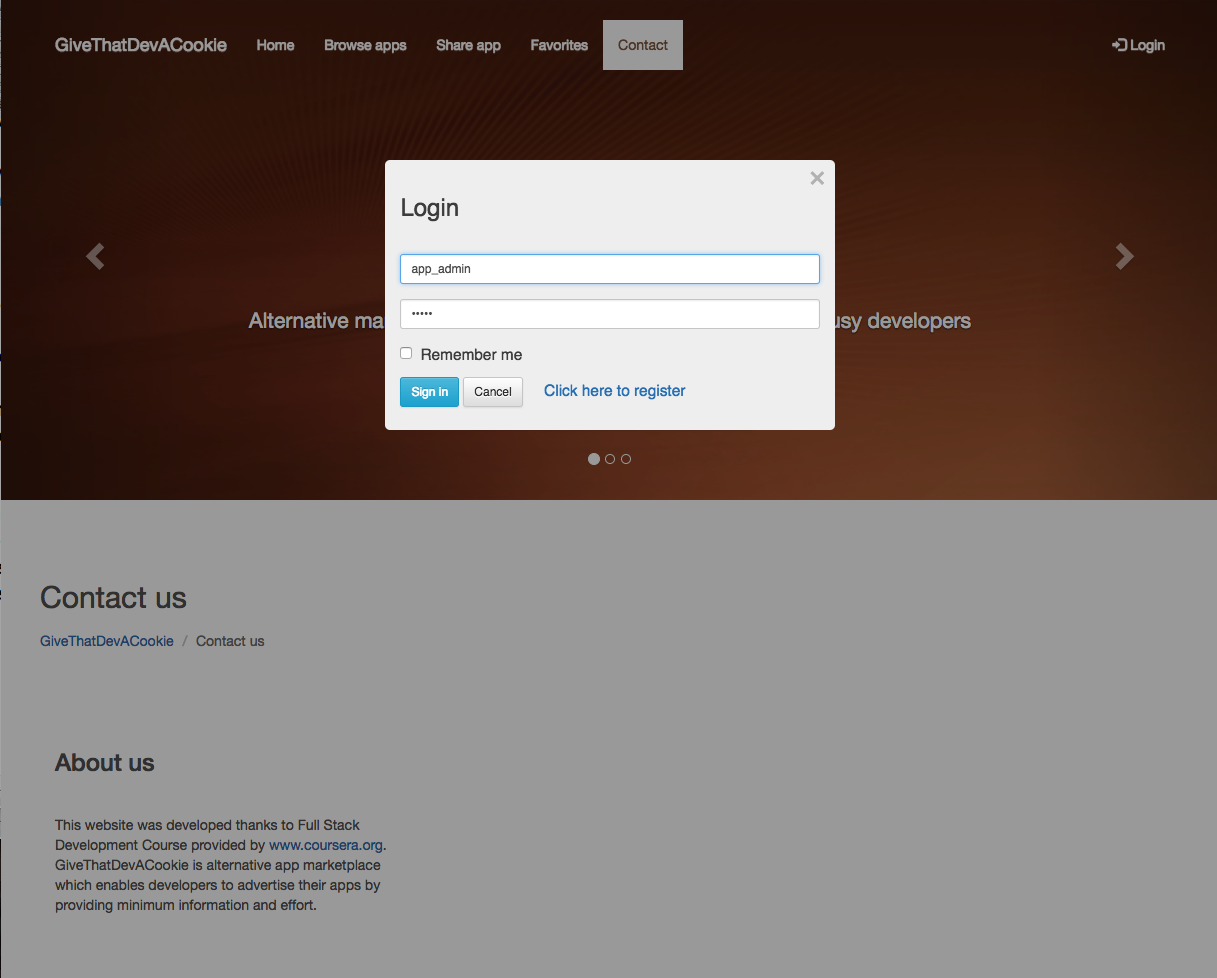 GiveThatDevACookie Home Browse apps Share app Favorites Contact Login
×
Login
app_admin
•••••
Alternative ma usy developers
Remember me
Sign in Cancel Click here to register
Contact us
GiveThatDevACookie / Contact us
About us
This website was developed thanks to Full Stack
Development Course provided by www.coursera.org.
GiveThatDevACookie is alternative app marketplace
which enables developers to advertise their apps by
providing minimum information and effort.